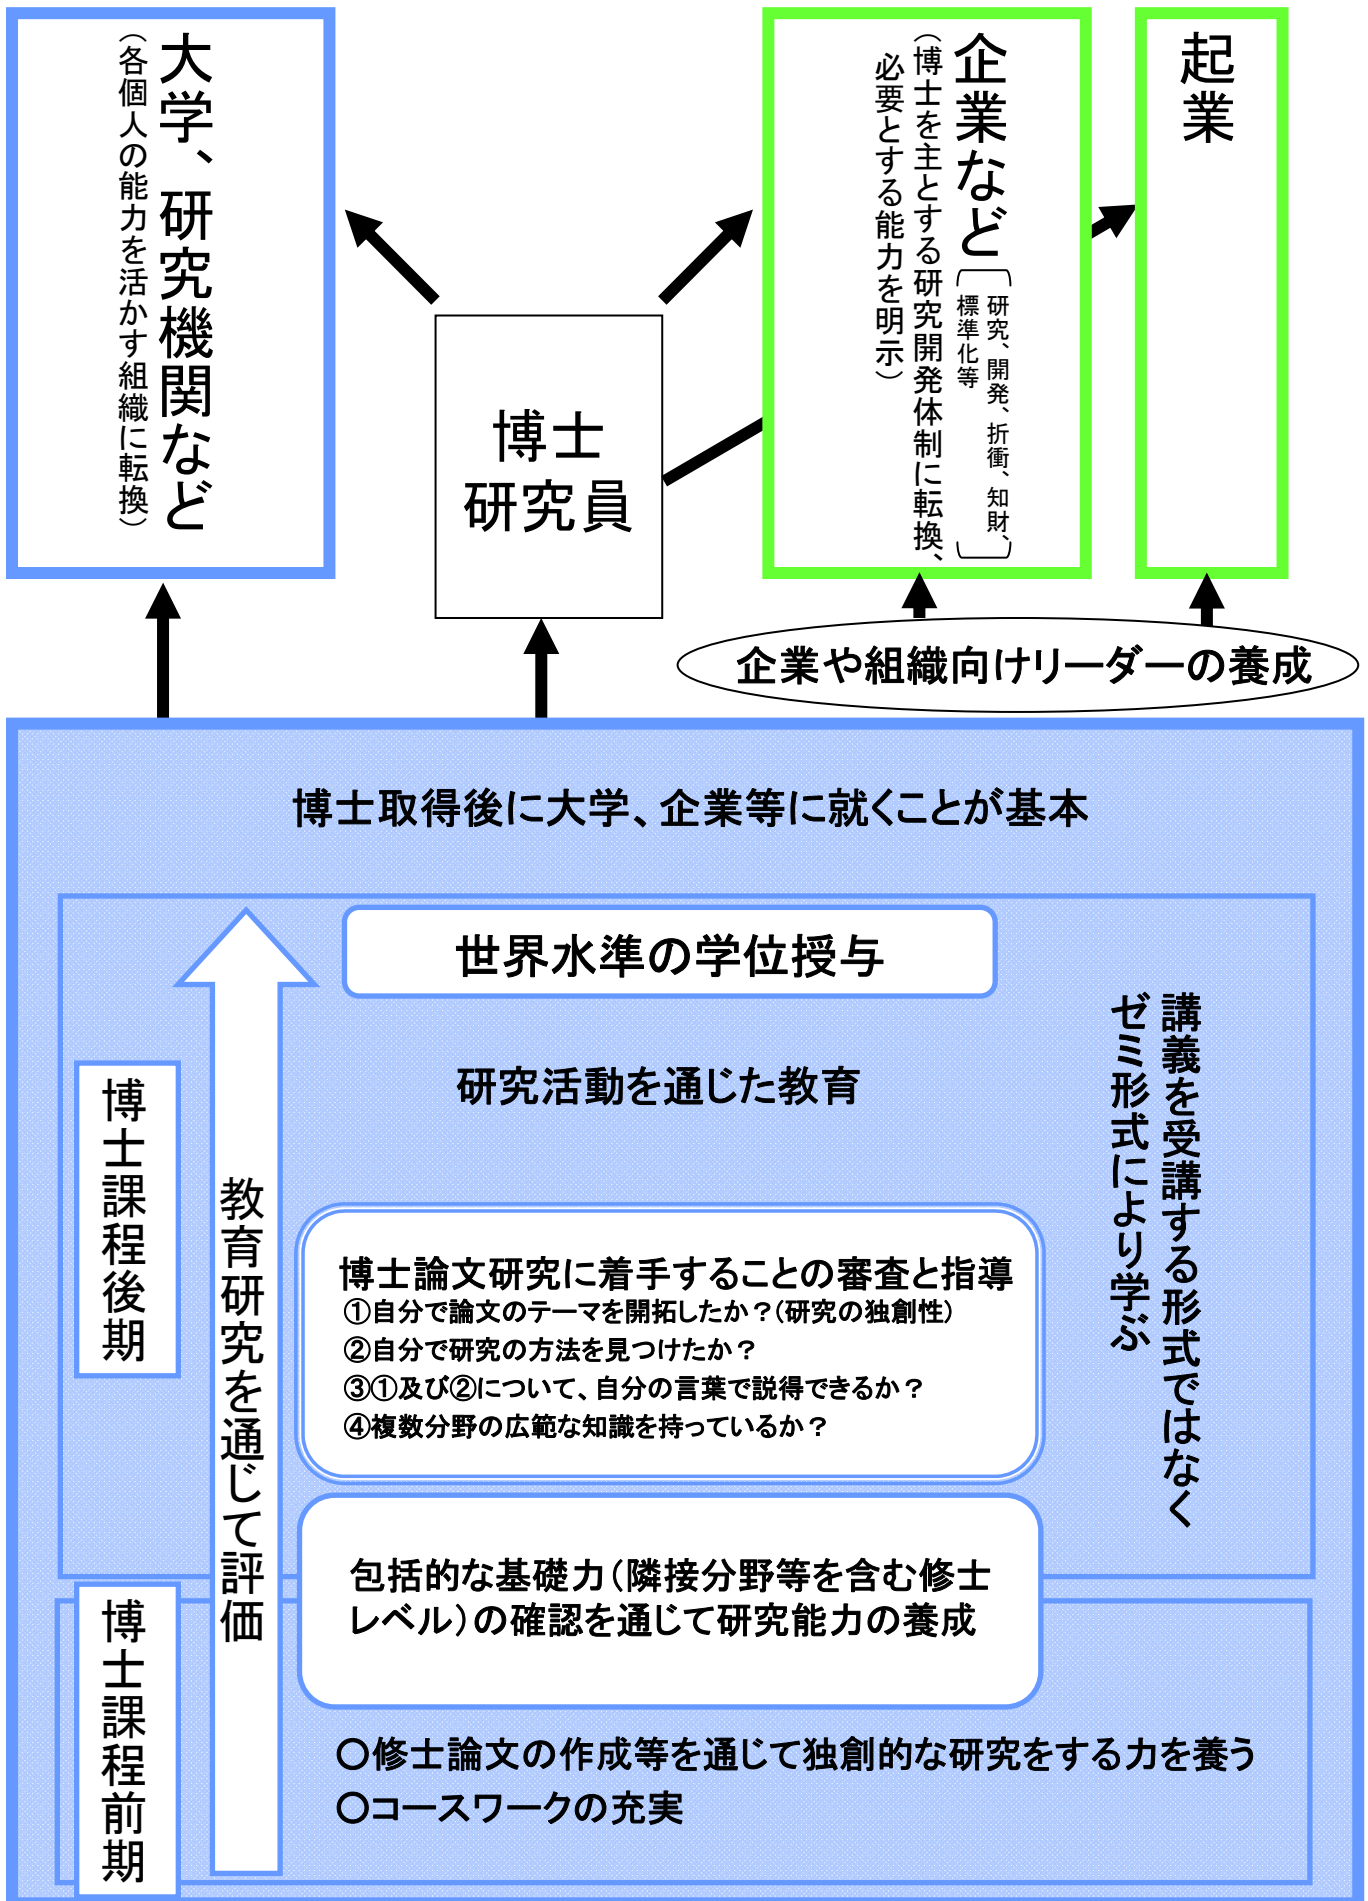 大学、研究機関など
（各個人の能力を活かす組織に転換）
博士
研究員
企業など
研究、開発、折衝、知財、
標準化等
（博士を主とする研究開発体制に転換、
必要とする能力を明示）
起業
企業や組織向けリーダーの養成
博士取得後に大学、企業等に就くことが基本
世界水準の学位授与
研究活動を通じた教育
講義を受講する形式ではなく
ゼミ形式により学ぶ
博士課程後期
教育研究を通じて評価
博士論文研究に着手することの審査と指導
①自分で論文のテーマを開拓したか？（研究の独創性）
②自分で研究の方法を見つけたか？
③①及び②について、自分の言葉で説得できるか？
④複数分野の広範な知識を持っているか？
包括的な基礎力（隣接分野等を含む修士
レベル）の確認を通じて研究能力の養成
博士課程前期
○修士論文の作成等を通じて独創的な研究をする力を養う
○コースワークの充実